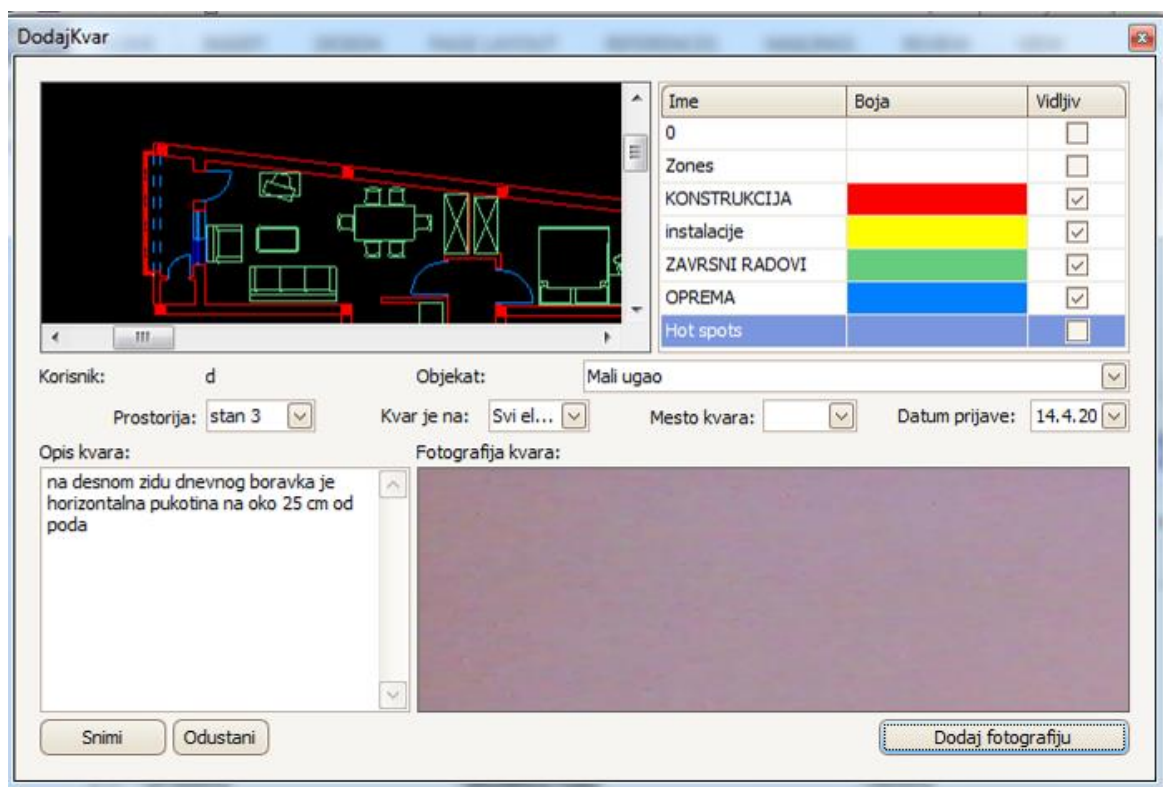 DodajKvar
Ime Boja Vidljiv
0
Zones
KONSTRUKCIJA
instalacije
ZAVRSNI RADOVI
OPREMA
Hot spots
Korisnik: d Objekat: Mali ugao
Prostorija: stan 3 Kvar je na: Svi el... Mesto kvara: Datum prijave: 14.4.20
Opis kvara: Fotografija kvara:
na desnom zidu dnevnog boravka je
horizontalna pukotina na oko 25 cm od
poda
Snimi Odustani Dodaj fotografiju